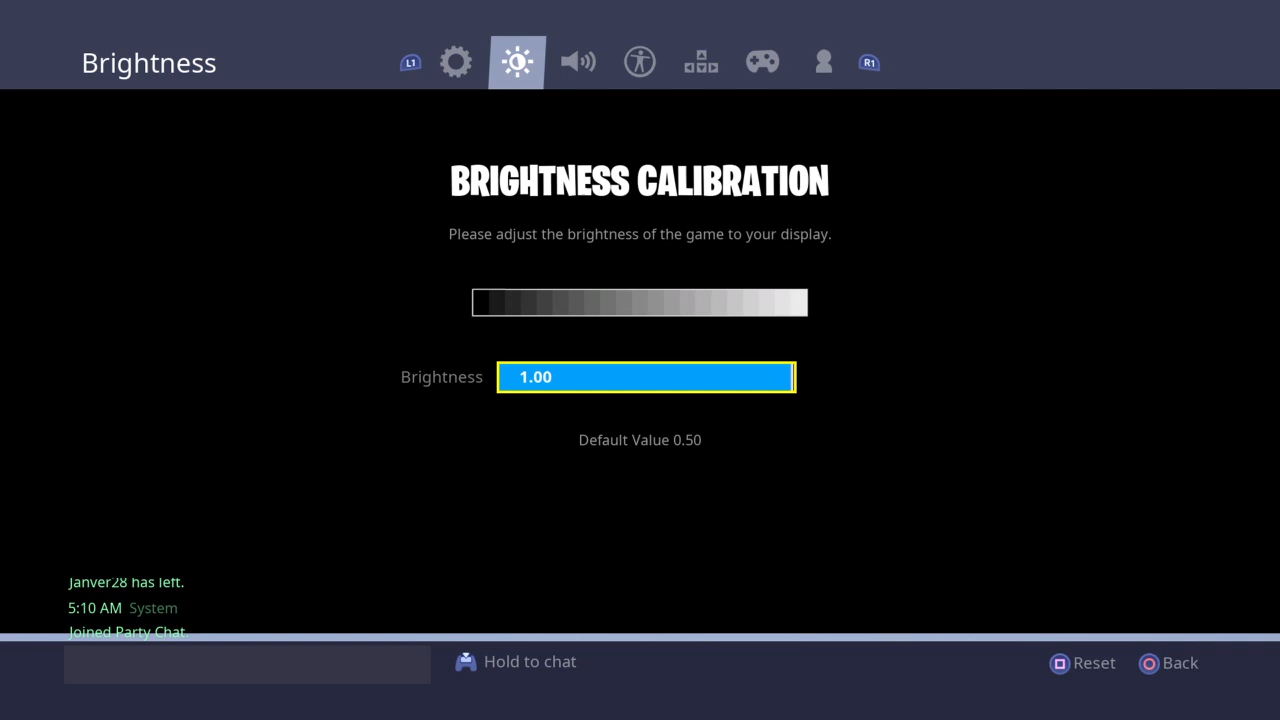 Brightness
L1
R1
BRIGHTNESS CALIBRATION
Please adjust the brightness of the game to your display.
Brightness 1.00
Default Value 0.50
Janver28 has left.
5:10 AM System
Joined Party Chat.
Hold to chat
Reset
Back